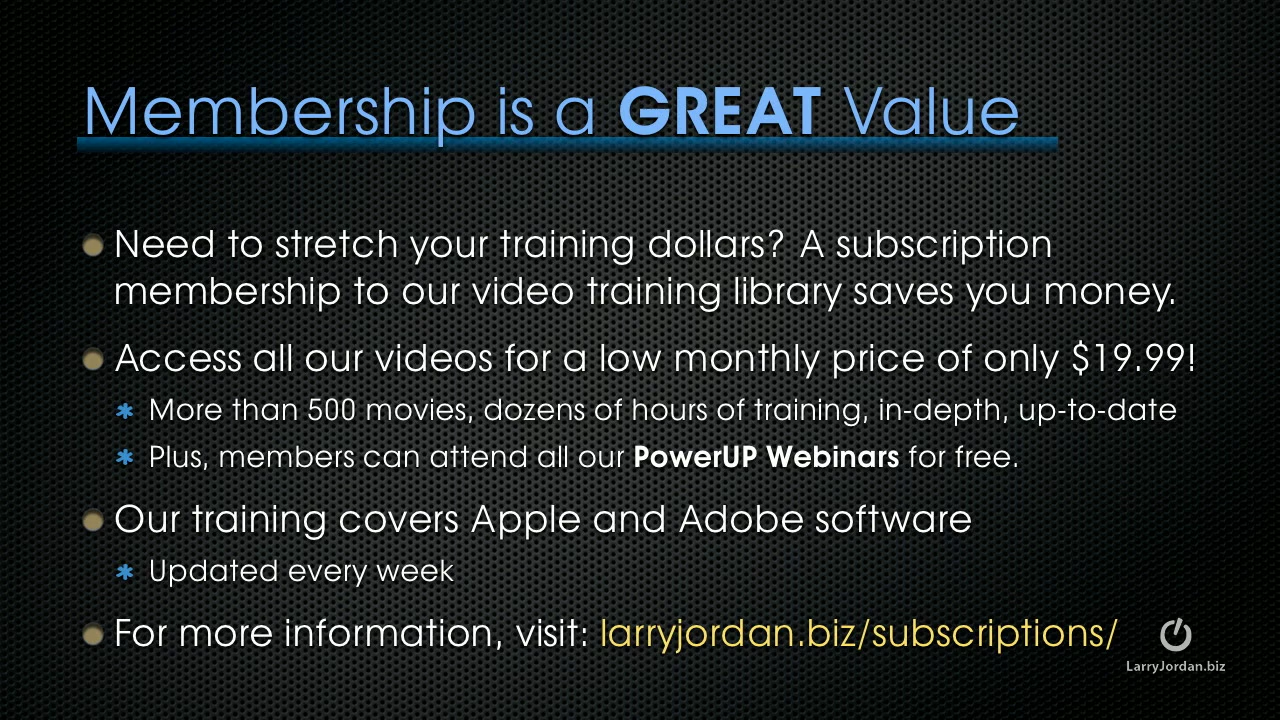 Membership is a GREAT Value
Need to stretch your training dollars? A subscription
membership to our video training library saves you money.
Access all our videos for a low monthly price of only $19.99!
More than 500 movies, dozens of hours of training, in-depth, up-to-date
Plus, members can attend all our PowerUP Webinars for free.
Our training covers Apple and Adobe software
Updated every week
For more information, visit: larryjordan.biz/subscriptions/
LarryJordan.biz